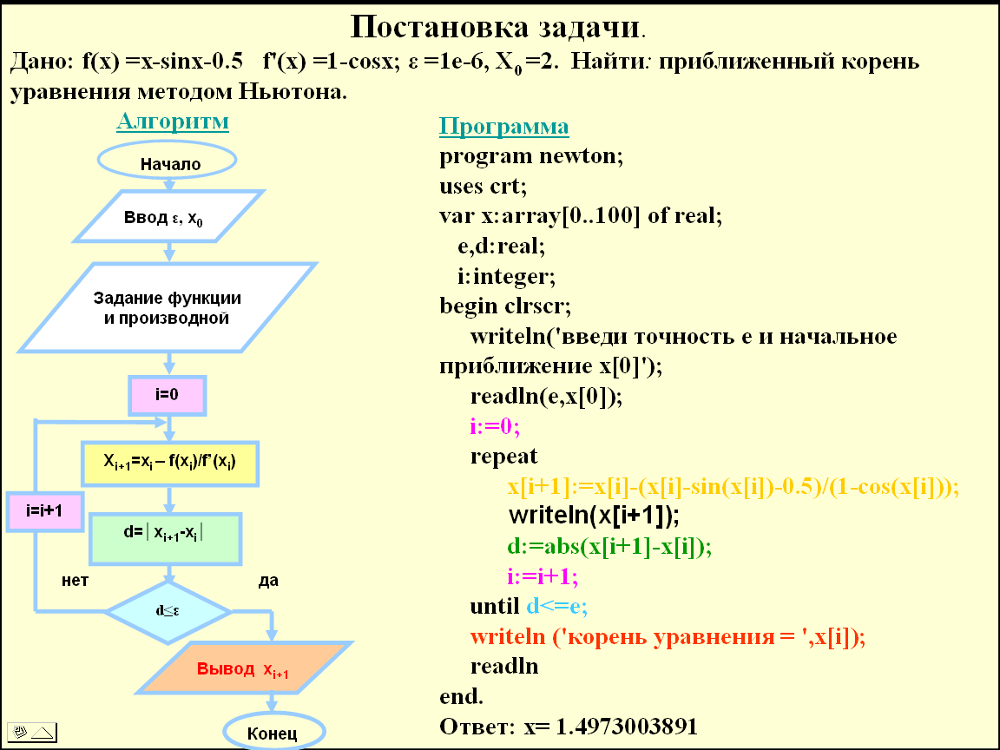 Постановка задачи.
Дано: f(x) =x-sinx-0.5 f'(x) =1-cosx; ε =1e-6, X0 =2. Найти: приближенный корень
уравнения методом Ньютона.
Алгоритм
Начало
Ввод ε, x0
Задание функции
и производной
i=0
Xi+1=xi – f(xi)/f’(xi)
i=i+1
d=│xi+1-xi│
нет
да
d≤ε
Вывод xi+1
Конец
Программа
program newton;
uses crt;
var x:array[0..100] of real;
e,d:real;
i:integer;
begin clrscr;
writeln('введи точность e и начальное
приближение x[0]');
readln(e,x[0]);
i:=0;
repeat
x[i+1]:=x[i]-(x[i]-sin(x[i])-0.5)/(1-cos(x[i]));
writeln(x[i+1]);
d:=abs(x[i+1]-x[i]);
i:=i+1;
until d<=e;
writeln ('корень уравнения = ',x[i]);
readln
end.
Ответ: x= 1.4973003891